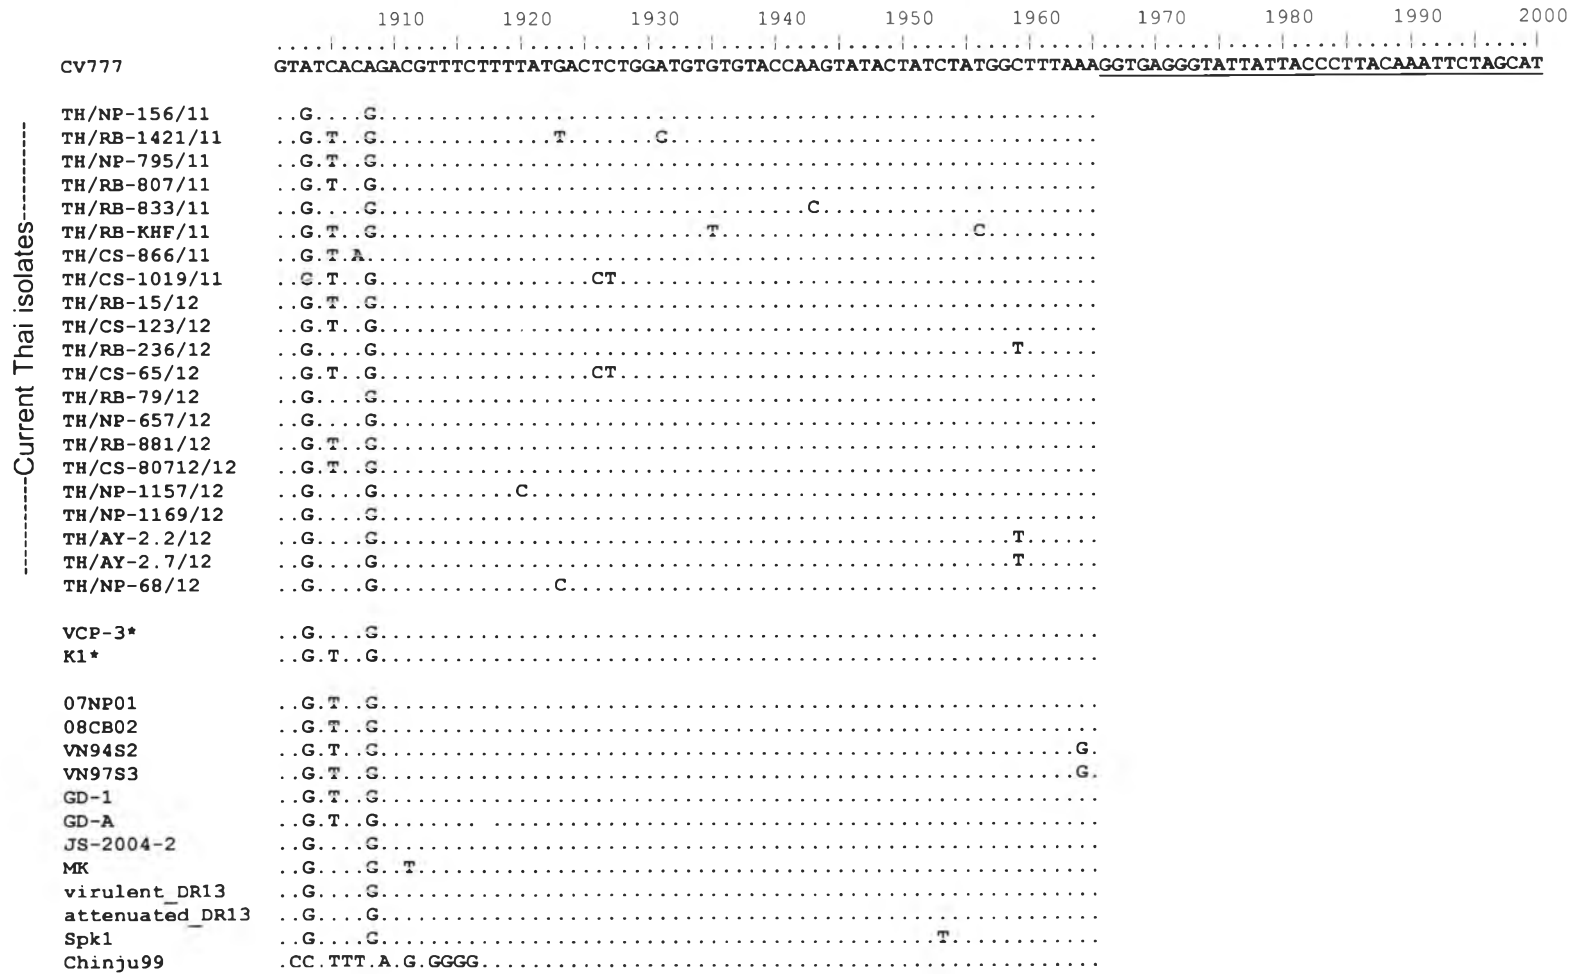 1910 1920 1930 1940 1950 1960 1970 1980 1990 2000
CV777 GTATCACAGACGTTTCTTTTATGACTCTGGATGTGTGTACCAAGTATACTATCTATGGCTTTAAAGGTGAGGGTATTATTACCCTTACAAATTCTAGCAT
Current Thai isolates
TH/NP-156/11 ..G....G.........................................................
TH/RB-1421/11 ..G.T..G..............T.......C..................................
TH/NP-795/11 ..G.T..G.........................................................
TH/RB-807/11 ..G.T..G.........................................................
TH/RB-833/11 ..G....G..................................C......................
TH/RB-KHF/11 ..G.T..G..........................T....................C.........
TH/CS-866/11 ..G.T.A..........................................................
TH/CS-1019/11 ..G.T..G.................CT......................................
TH/RB-15/12 ..G.T..G.........................................................
TH/CS-123/12 ..G.T..G.........................................................
TH/RB-236/12 ..G....G..................................................T......
TH/CS-65/12 ..G.T..G.................CT......................................
TH/RB-79/12 ..G....G.........................................................
TH/NP-657/12 ..G....G.........................................................
TH/RB-881/12 ..G.T..G.........................................................
TH/CS-80712/12 ..G.T..G.........................................................
TH/NP-1157/12 ..G....G...........C.............................................
TH/NP-1169/12 ..G....G.........................................................
TH/AY-2.2/12 ..G....G..................................................T......
TH/AY-2.7/12 ..G....G..................................................T......
TH/NP-68/12 ..G....G..............C..........................................
VCP-3* ..G....G.........................................................
K1* ..G.T..G.........................................................
07NP01 ..G.T..G.........................................................
08CB02 ..G.T..G.........................................................
VN94S2 ..G.T..G.......................................................G.
VN97S3 ..G.T..G.......................................................G.
GD-1 ..G.T..G.........................................................
GD-A ..G.T..G........ ................................................
JS-2004-2 ..G....G.........................................................
MK ..G....G..T......................................................
virulent_DR13 ..G....G.........................................................
attenuated_DR13 ..G....G.........................................................
Spk1 ..G....G............................................T............
Chinju99 .CC.TTT.A.G.GGGG.................................................